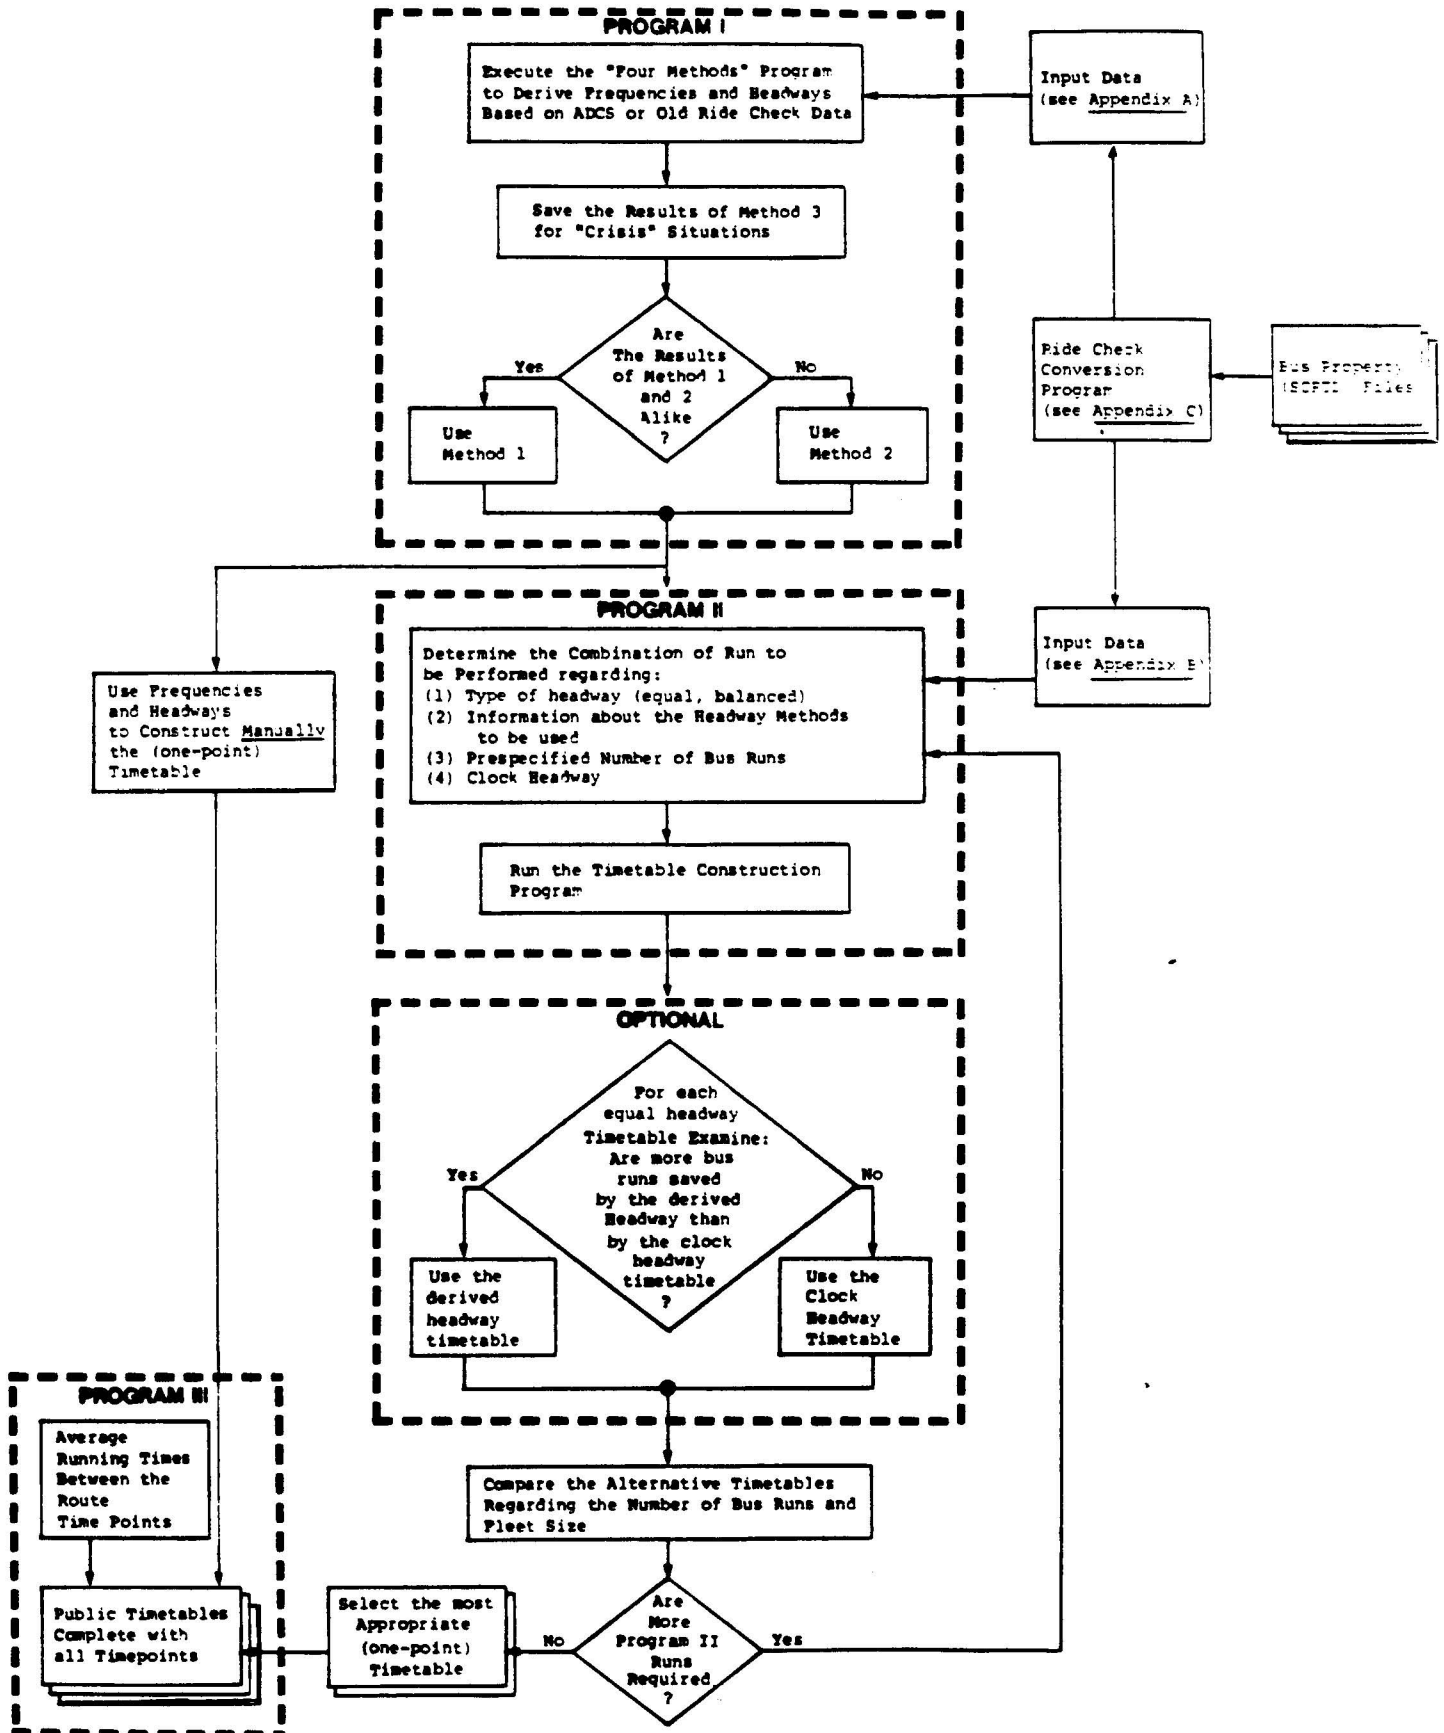 PROGRAM I
Execute the "Four Methods" Program
to Derive Frequencies and Headways
Based on ADCS or Old Ride Check Data
Input Data
(see Appendix A)
Save the Results of Method 3
for "Crisis" Situations
Are
The Results
of Method 1
and 2
Alike
?
Yes
No
Use
Method 1
Use
Method 2
Ride Check
Conversion
Program
(see Appendix C)
Bus Property
Files
PROGRAM II
Determine the Combination of Run to
be Performed regarding:
(1) Type of headway (equal, balanced)
(2) Information about the Headway Methods
to be used
(3) Prespecified Number of Bus Runs
(4) Clock Headway
Input Data
(see Appendix B)
Use Frequencies
and Headways
to Construct Manually
the (one-point)
Timetable
Run the Timetable Construction
Program
OPTIONAL
For each
equal headway
Timetable Examine:
Are more bus
runs saved
by the derived
Headway than
by the clock
headway
timetable
?
Yes
No
Use the
derived
headway
timetable
Use the
Clock
Headway
Timetable
PROGRAM III
Average
Running Times
Between the
Route
Time Points
Compare the Alternative Timetables
Regarding the Number of Bus Runs and
Fleet Size
Public Timetables
Complete with
all Timepoints
Select the most
Appropriate
(one-point)
Timetable
No
Are
More
Program II
Runs
Required
?
Yes